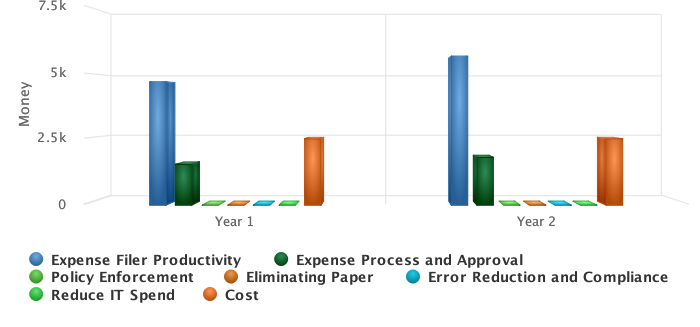 7.5k
5k
2.5k
0
Money
Year 1 Year 2
Expense Filer Productivity Expense Process and Approval
Policy Enforcement Eliminating Paper Error Reduction and Compliance
Reduce IT Spend Cost